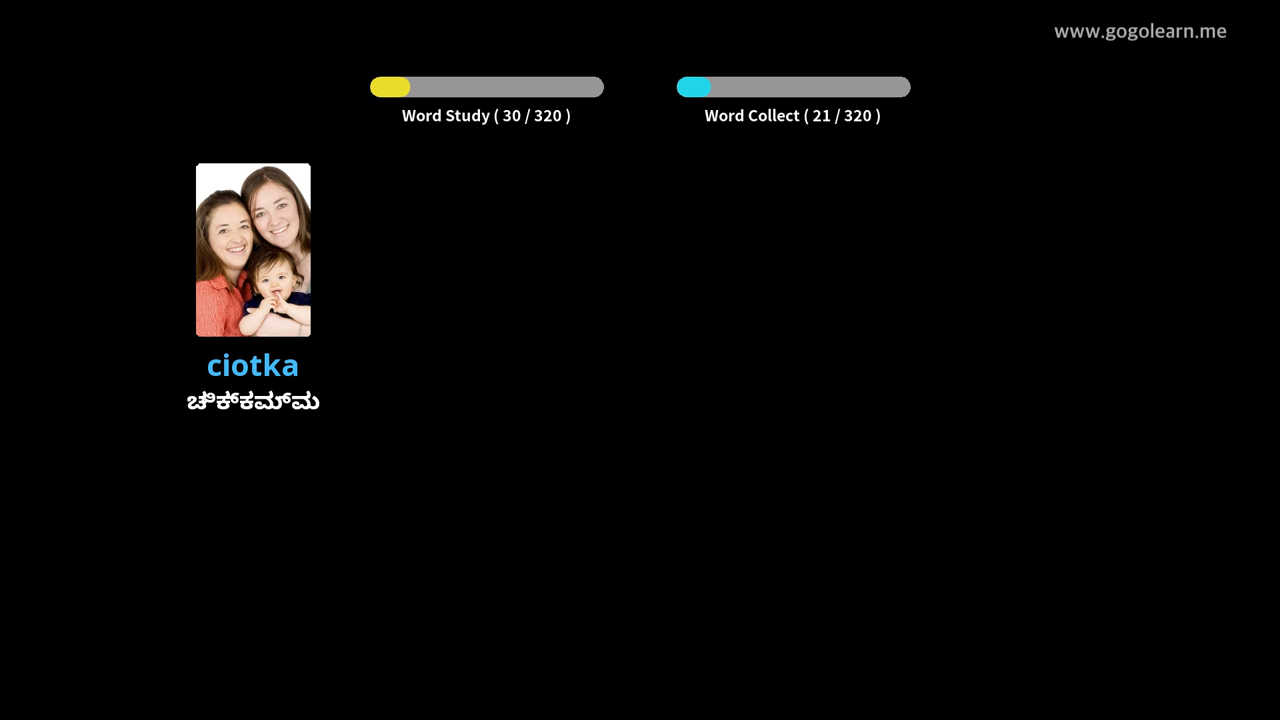 www.gogolearn.me
Word Study ( 30 / 320 )
Word Collect ( 21 / 320 )
ciotka
ಚಿಕ್ಕಮ್ಮ